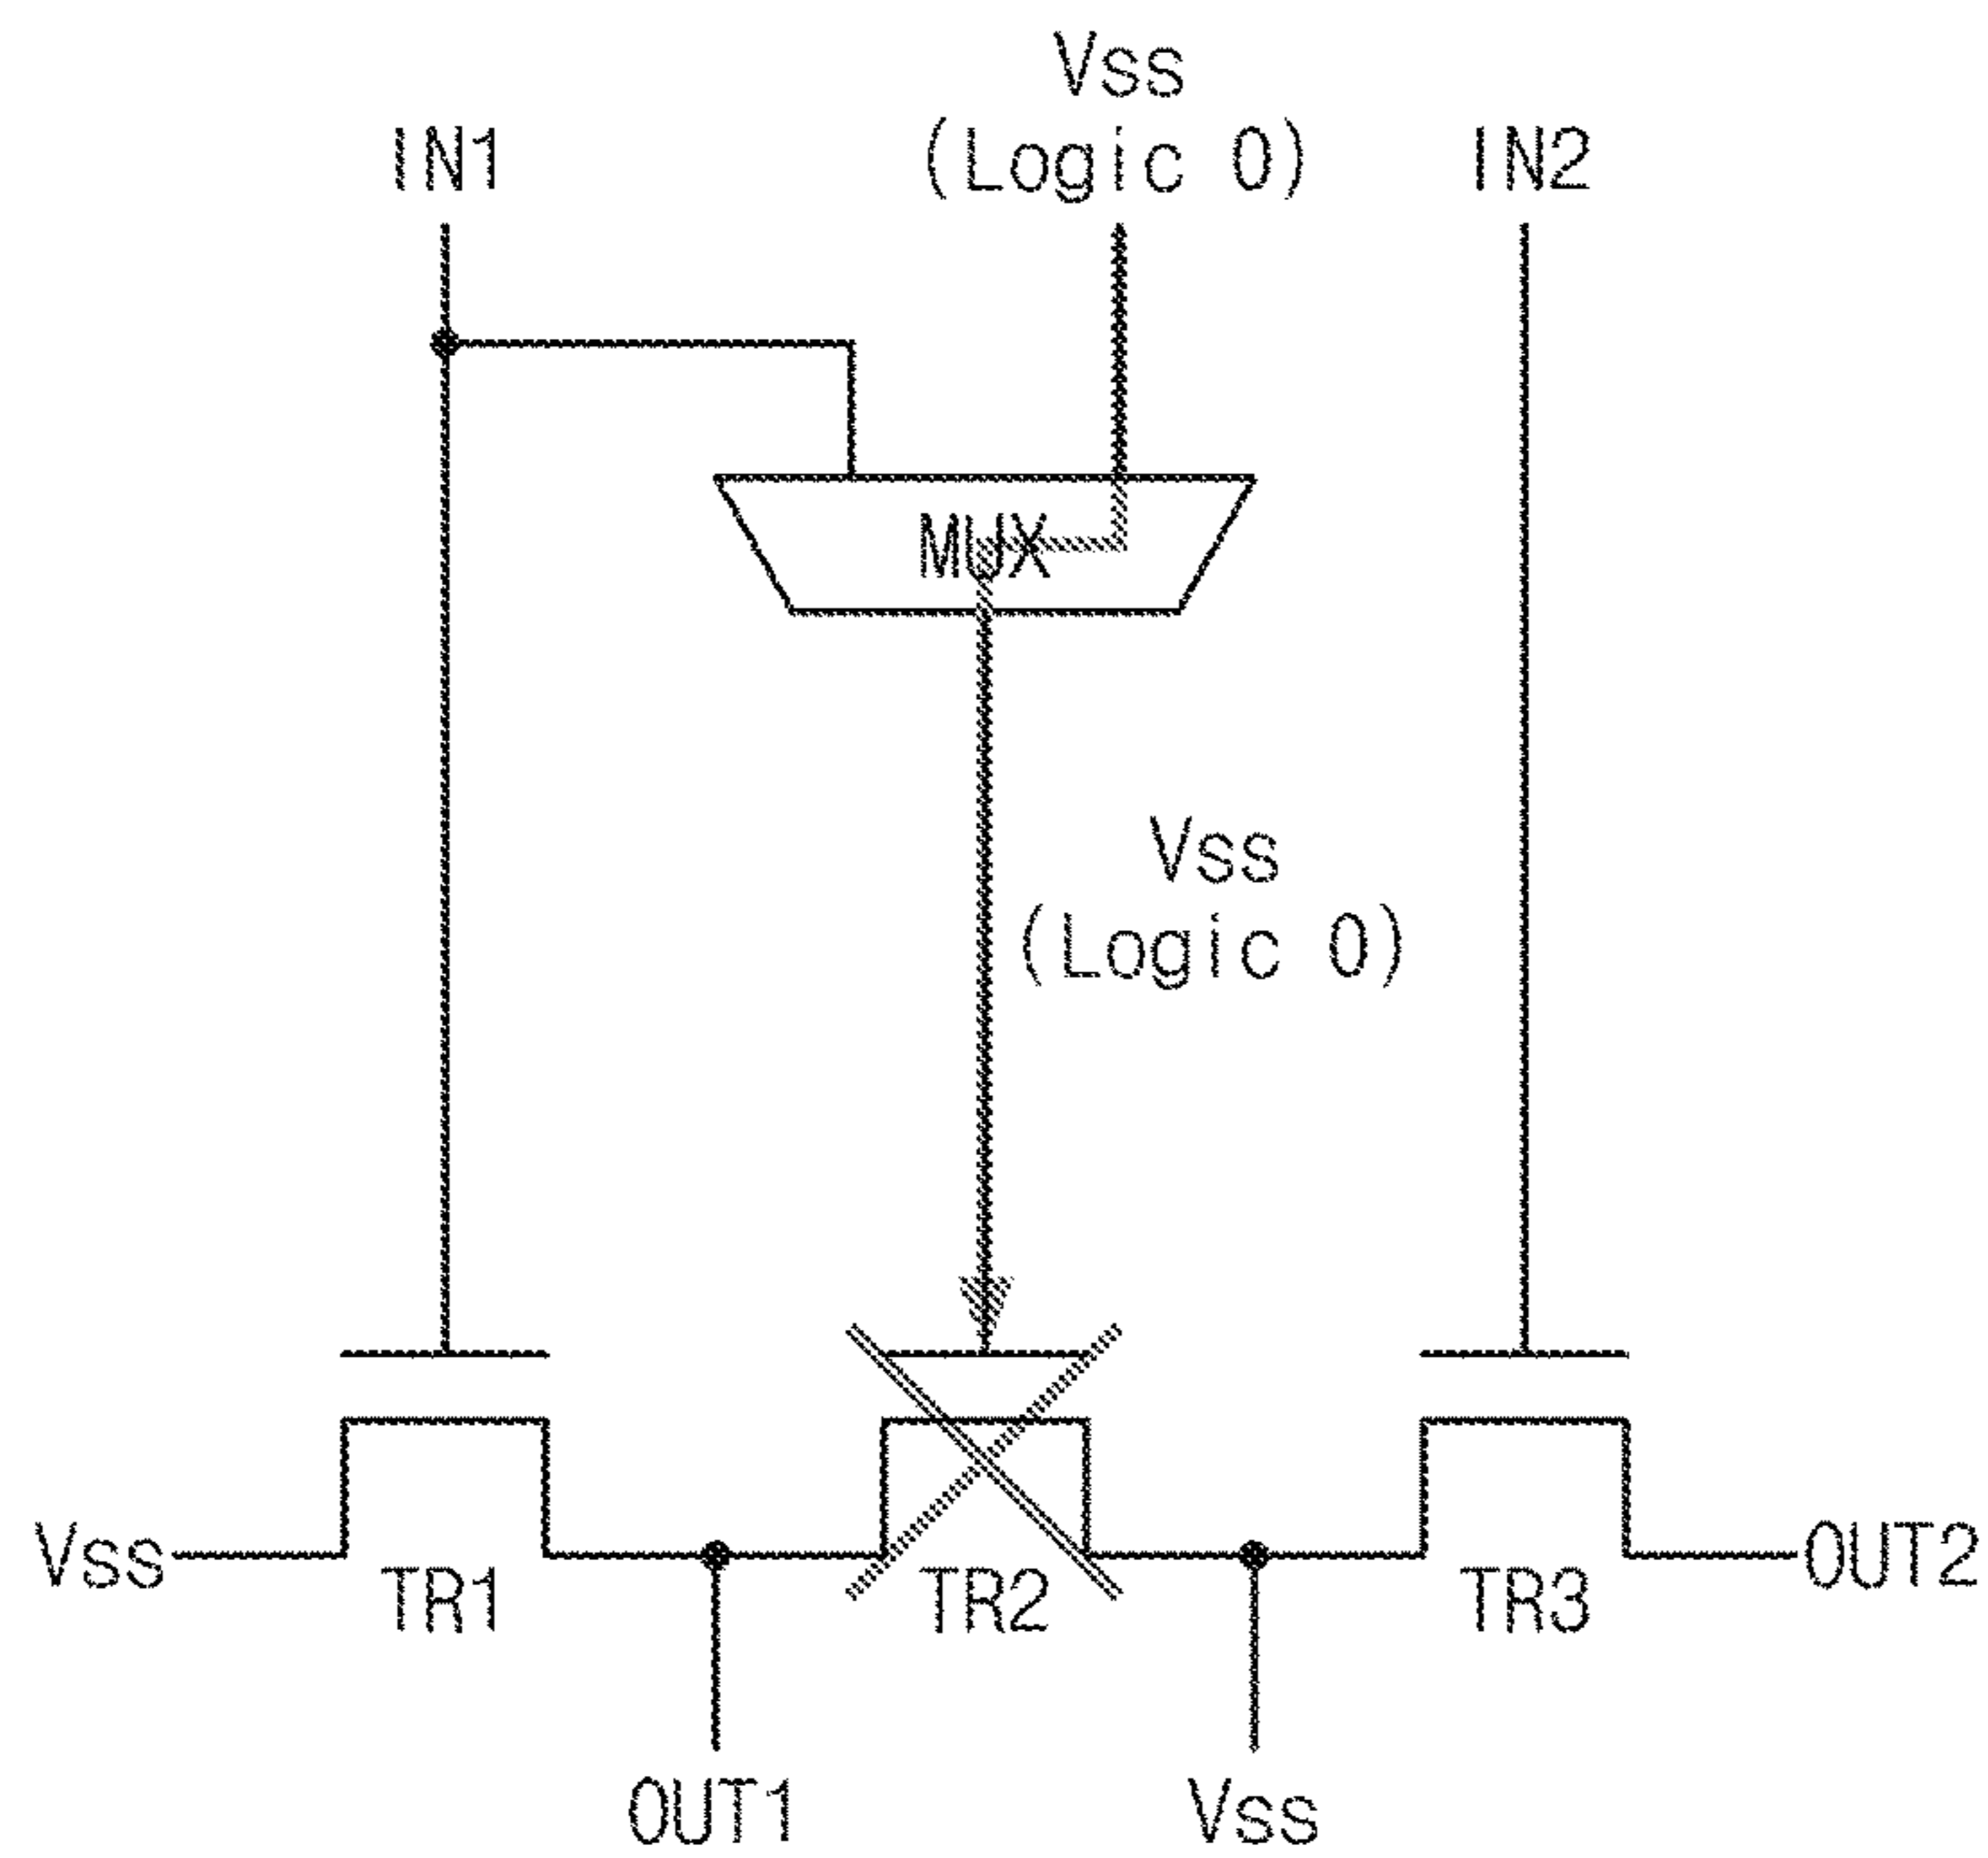 Vss
IN1
(Logic 0)
IN2
MUX
Vss
(Logic 0)
Vss
TR1
TR2
TR3
OUT2
OUT1
Vss